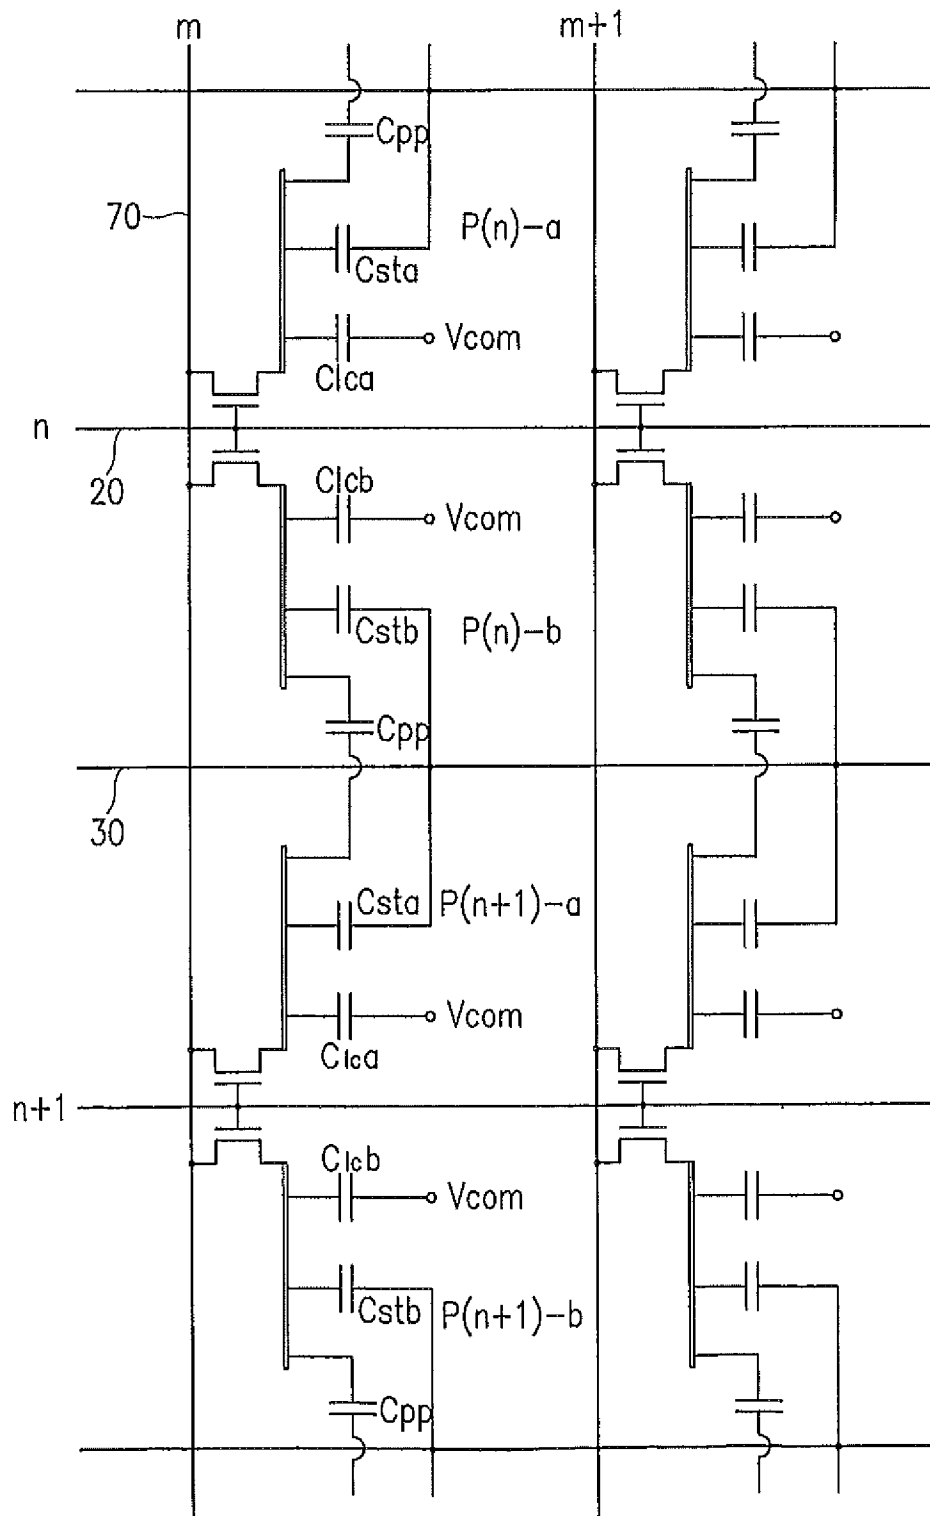 m
m+1
Cpp
70
P(n)-a
Csta
Vcom
Clca
n
20
Clcb
Vcom
Cstb
P(n)-b
Cpp
30
Csta
P(n+1)-a
Vcom
Clca
n+1
Clcb
Vcom
Cstb
P(n+1)-b
Cpp